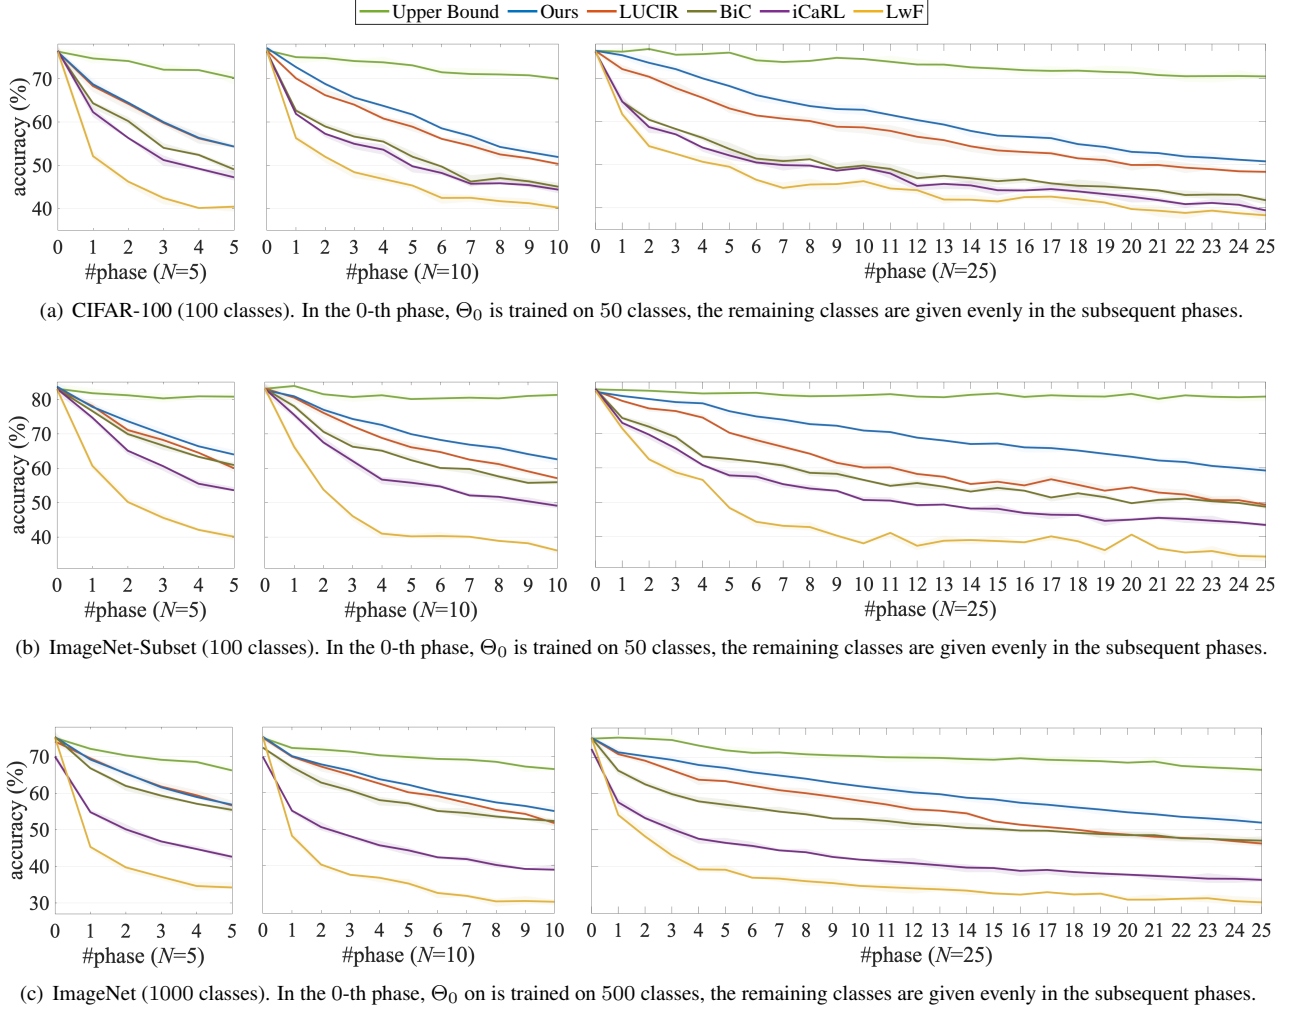 Upper Bound Ours LUCIR BiC iCaRL LwF
accuracy (%)
70
60
50
40
0 1 2 3 4 5
#phase (N=5)
0 1 2 3 4 5 6 7 8 9 10
#phase (N=10)
0 1 2 3 4 5 6 7 8 9 10 11 12 13 14 15 16 17 18 19 20 21 22 23 24 25
#phase (N=25)
(a) CIFAR-100 (100 classes). In the 0-th phase, Θ0 is trained on 50 classes, the remaining classes are given evenly in the subsequent phases.
accuracy (%)
80
70
60
50
40
0 1 2 3 4 5
#phase (N=5)
0 1 2 3 4 5 6 7 8 9 10
#phase (N=10)
0 1 2 3 4 5 6 7 8 9 10 11 12 13 14 15 16 17 18 19 20 21 22 23 24 25
#phase (N=25)
(b) ImageNet-Subset (100 classes). In the 0-th phase, Θ0 is trained on 50 classes, the remaining classes are given evenly in the subsequent phases.
accuracy (%)
70
60
50
40
30
0 1 2 3 4 5
#phase (N=5)
0 1 2 3 4 5 6 7 8 9 10
#phase (N=10)
0 1 2 3 4 5 6 7 8 9 10 11 12 13 14 15 16 17 18 19 20 21 22 23 24 25
#phase (N=25)
(c) ImageNet (1000 classes). In the 0-th phase, Θ0 on is trained on 500 classes, the remaining classes are given evenly in the subsequent phases.